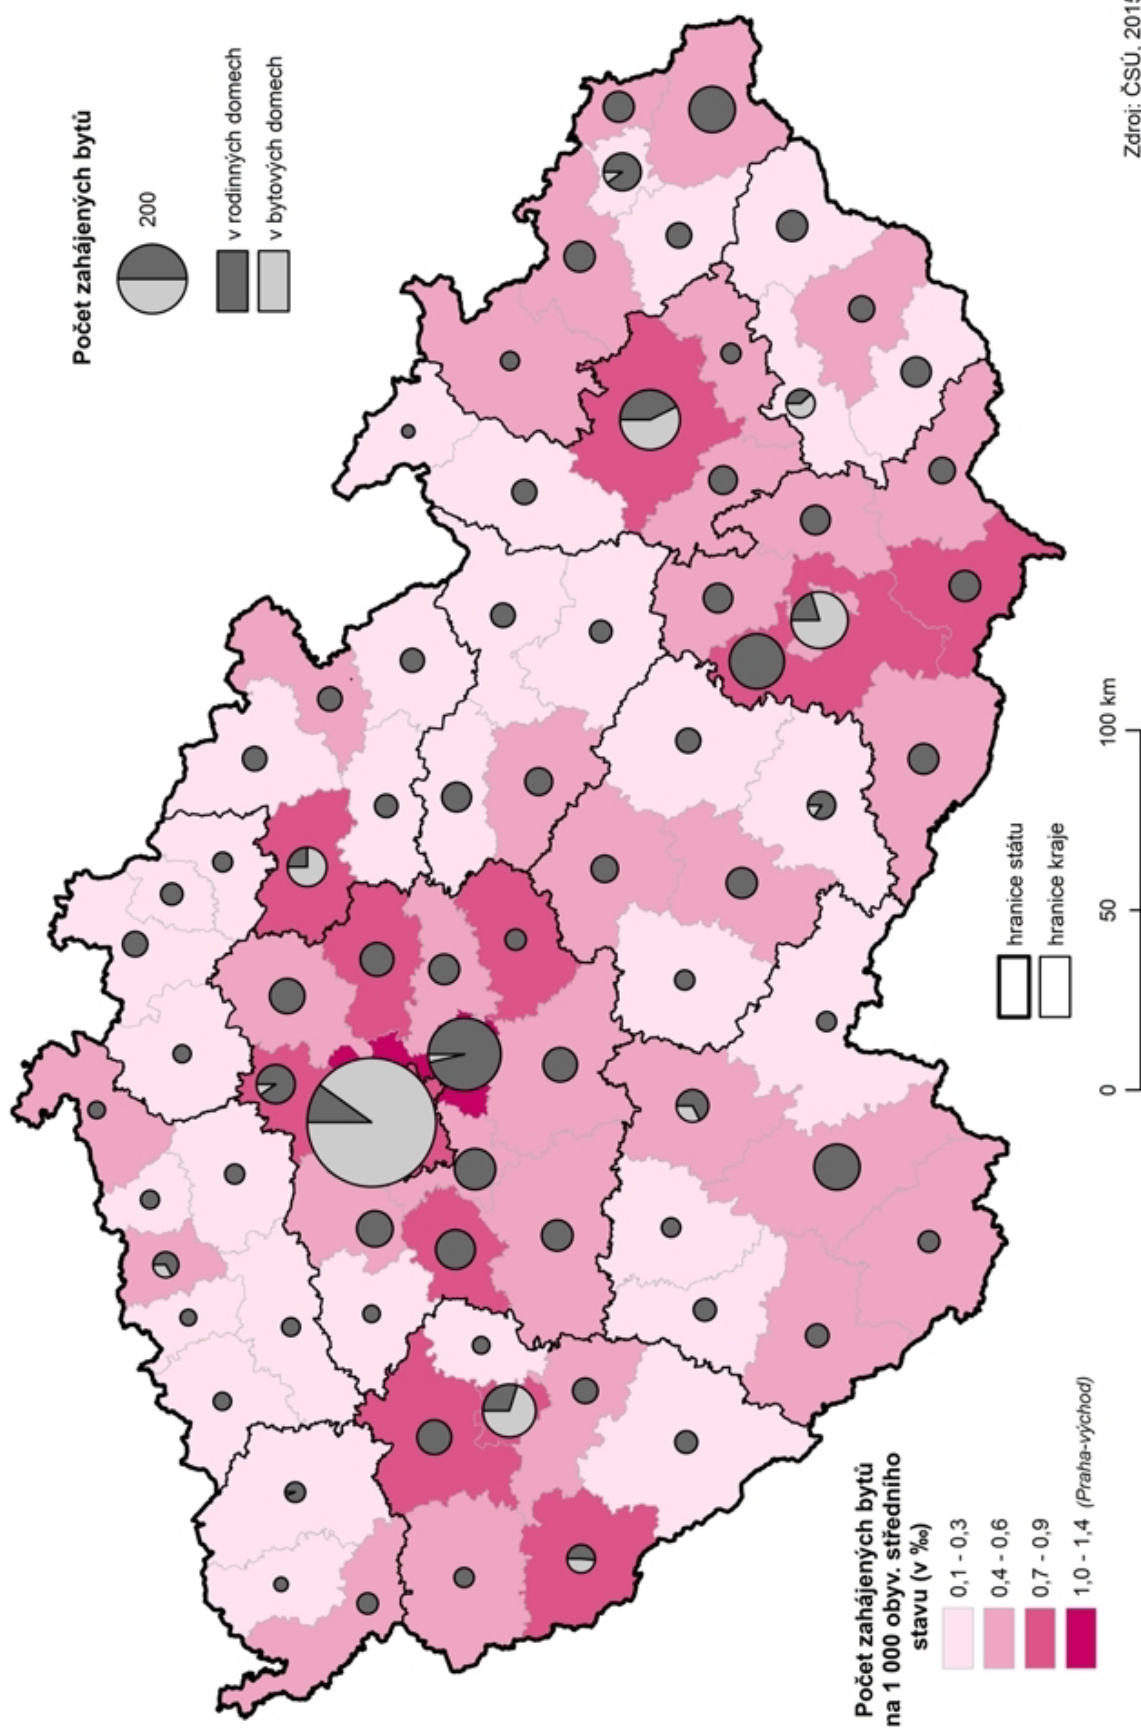 Počet zahájených bytů
200
v rodinných domech
v bytových domech
Počet zahájených bytů
na 1 000 obyv. středního
stavu (v ‰)
0,1 - 0,3
0,4 - 0,6
0,7 - 0,9
1,0 - 1,4 (Praha-východ)
hranice státu
hranice kraje
0 50 100 km
Zdroj: ČSÚ, 2015